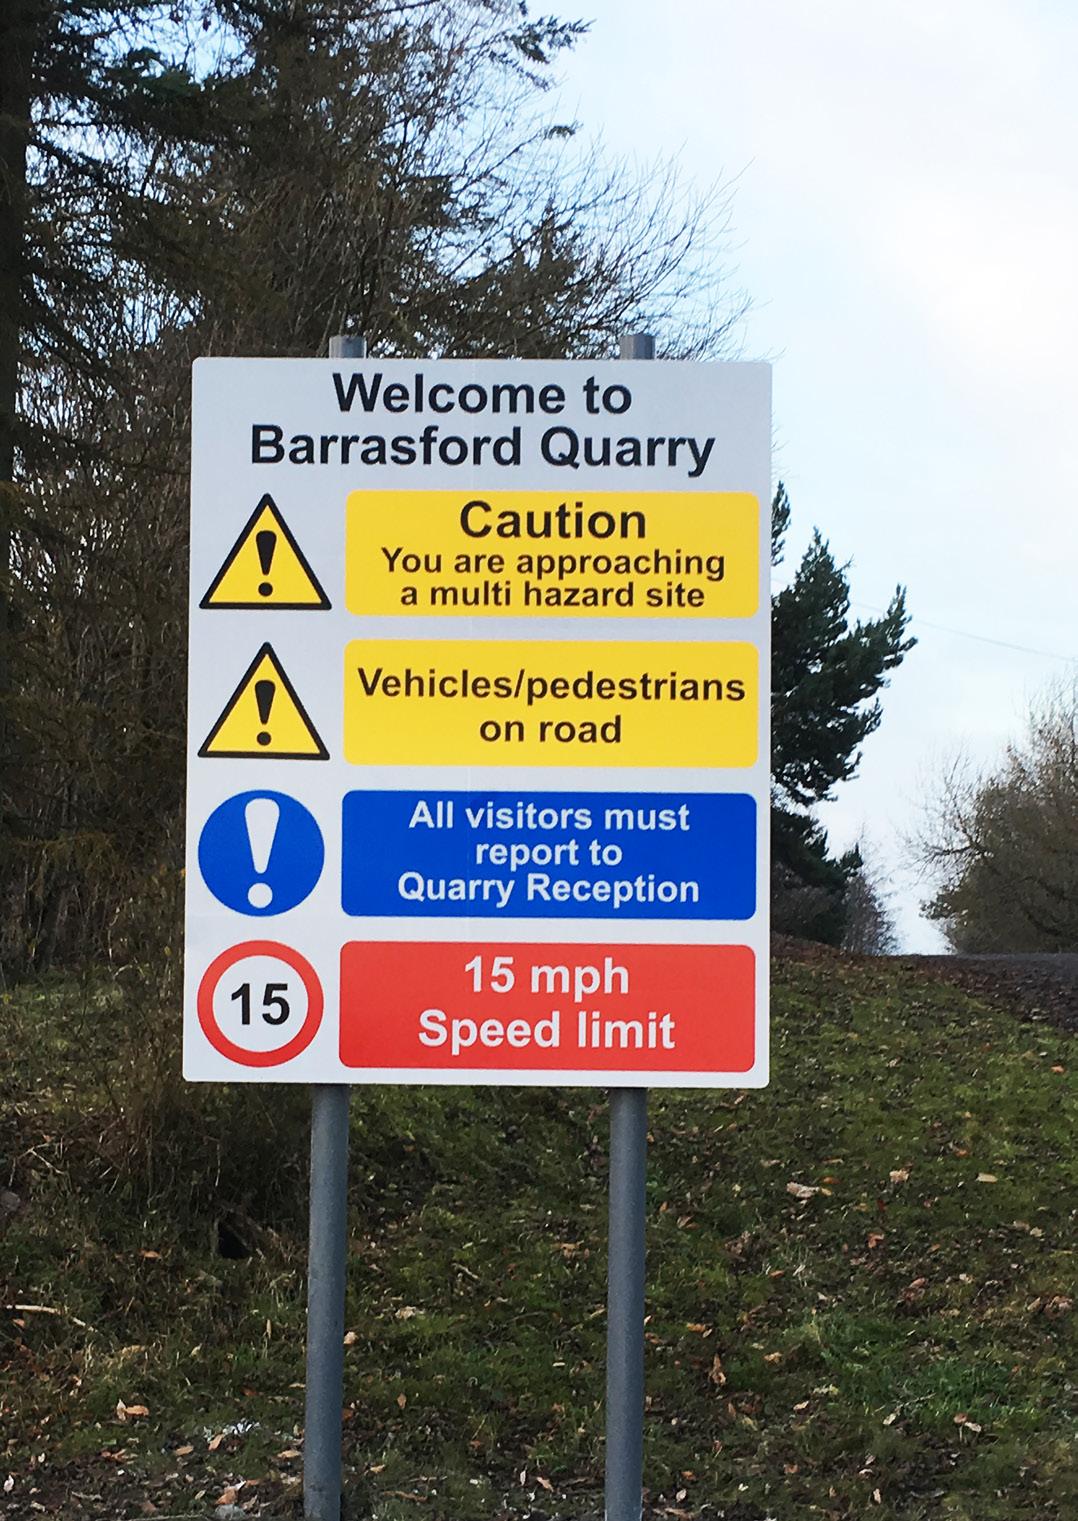 Welcome to
Barrasford Quarry
Caution
You are approaching
a multi hazard site
Vehicles/pedestrians
on road
All visitors must
report to
Quarry Reception
15
15 mph
Speed limit